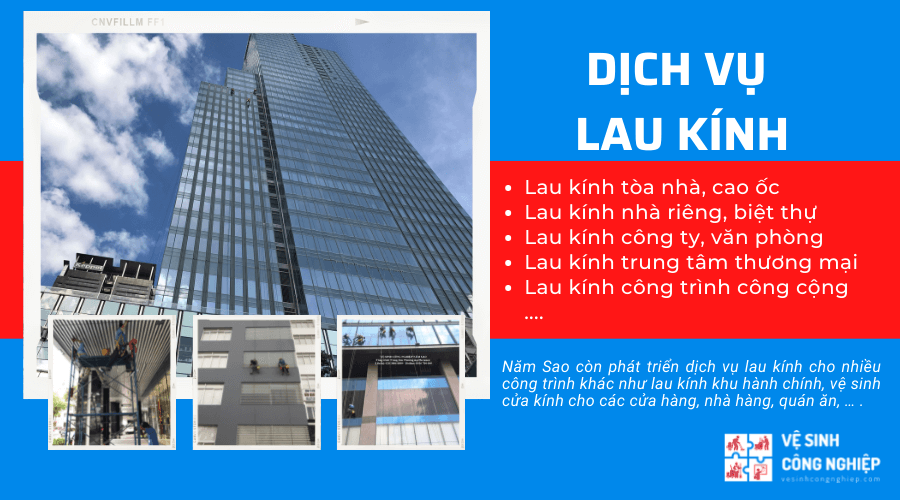 CNVFILLM FF1
DỊCH VỤ
LAU KÍNH
Lau kính tòa nhà, cao ốc
Lau kính nhà riêng, biệt thự
Lau kính công ty, văn phòng
Lau kính trung tâm thương mại
Lau kính công trình công cộng
....
Keppel
Năm Sao còn phát triển dịch vụ lau kính cho nhiều
công trình khác như lau kính khu hành chính, vệ sinh
cửa kính cho các cửa hàng, nhà hàng, quán ăn, ... .
VỆ SINH
CÔNG NGHIỆP
vesinhcongnghiep.com